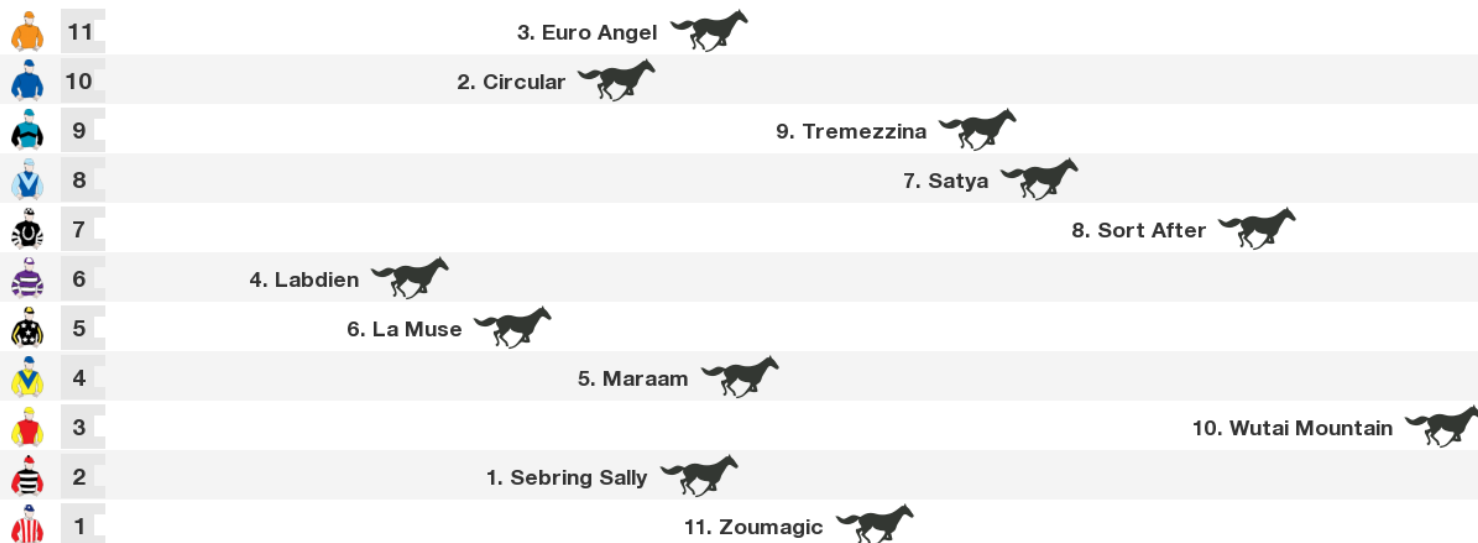 11 3. Euro Angel
10 2. Circular
9 9. Tremezzina
8 7. Satya
7 8. Sort After
6 4. Labdien
5 6. La Muse
4 5. Maraam
3 10. Wutai Mountain
2 1. Sebring Sally
1 11. Zoumagic